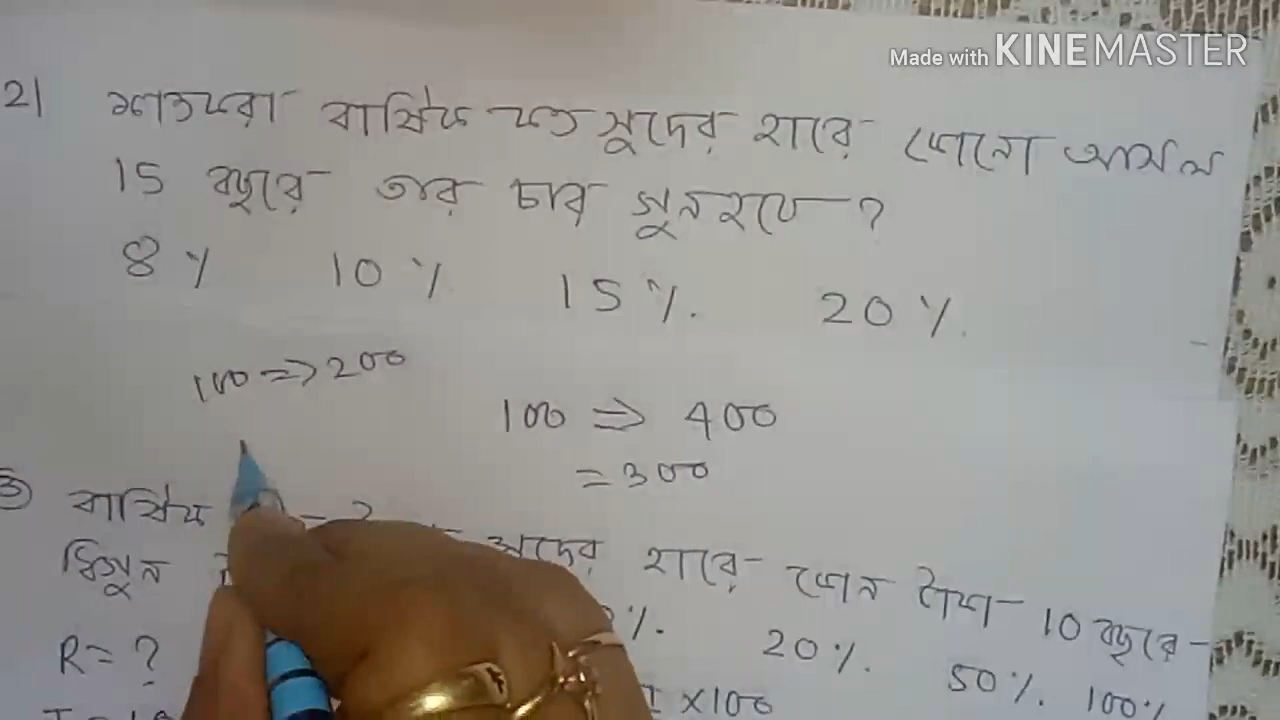 Made with KINEMASTER
2) শতকরা বার্ষিক যত সুদের হারে কোনো আসল
15 বছরে তার চার গুন হবে ?
8 % 10 % 15 %. 20 %.
100 => 200
100 => 400
= 300
3) বার্ষিক
দ্বিগুন সুদের হারে কোন টাকা 10 বছরে
%. 20 %. 50 %. 100 %
R = ?
I × 100